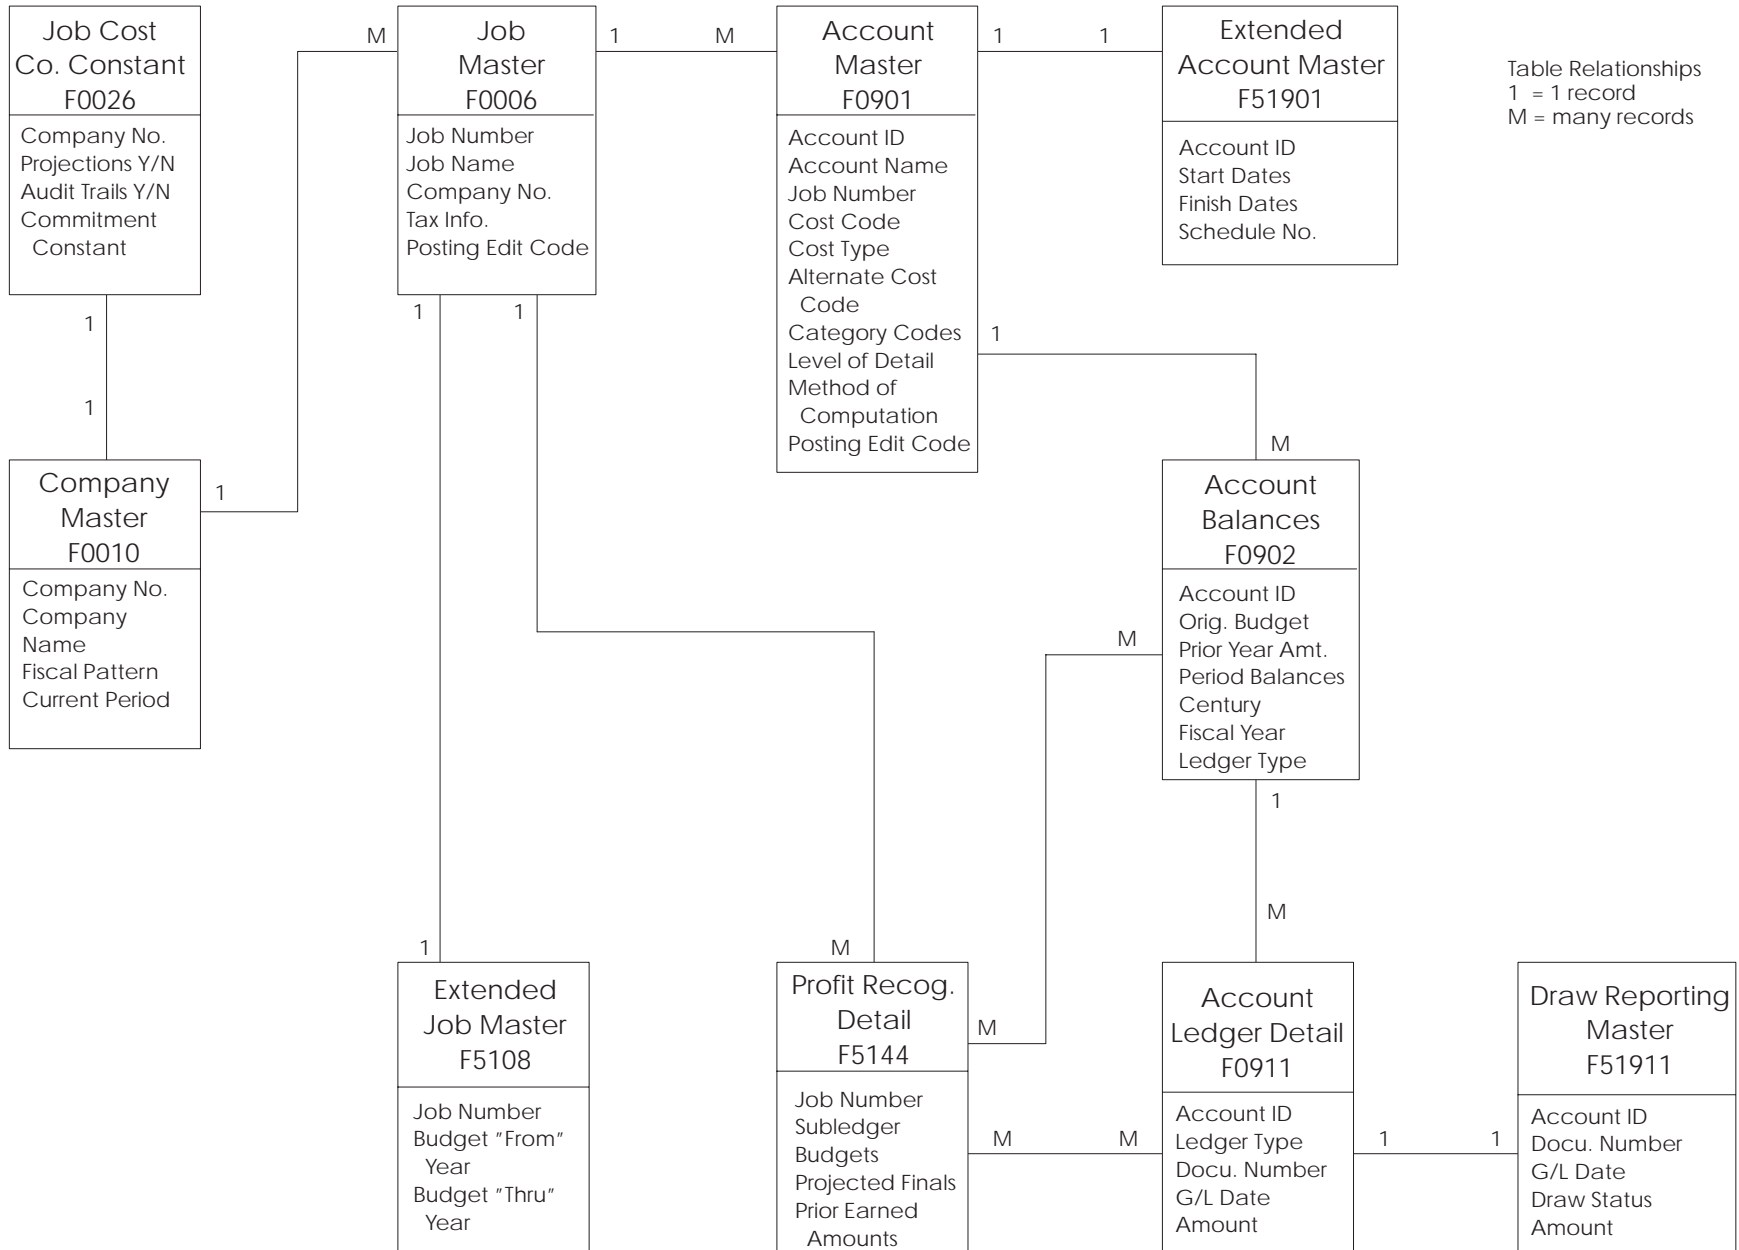 Job Cost
Co. Constant
F0026
Company No.
Projections Y/N
Audit Trails Y/N
Commitment
Constant
M
Job
Master
F0006
Job Number
Job Name
Company No.
Tax Info.
Posting Edit Code
1
M
Account
Master
F0901
Account ID
Account Name
Job Number
Cost Code
Cost Type
Alternate Cost
Code
Category Codes
Level of Detail
Method of
Computation
Posting Edit Code
1
1
Extended
Account Master
F51901
Account ID
Start Dates
Finish Dates
Schedule No.
Table Relationships
1 = 1 record
M = many records
1
1
1
1
1
M
Company
Master
F0010
Company No.
Company
Name
Fiscal Pattern
Current Period
1
Account
Balances
F0902
Account ID
Orig. Budget
Prior Year Amt.
Period Balances
Century
Fiscal Year
Ledger Type
M
1
M
1
M
Extended
Job Master
F5108
Job Number
Budget "From"
Year
Budget "Thru"
Year
Profit Recog.
Detail
F5144
Job Number
Subledger
Budgets
Projected Finals
Prior Earned
Amounts
M
M
M
Account
Ledger Detail
F0911
Account ID
Ledger Type
Docu. Number
G/L Date
Amount
1
1
Draw Reporting
Master
F51911
Account ID
Docu. Number
G/L Date
Draw Status
Amount